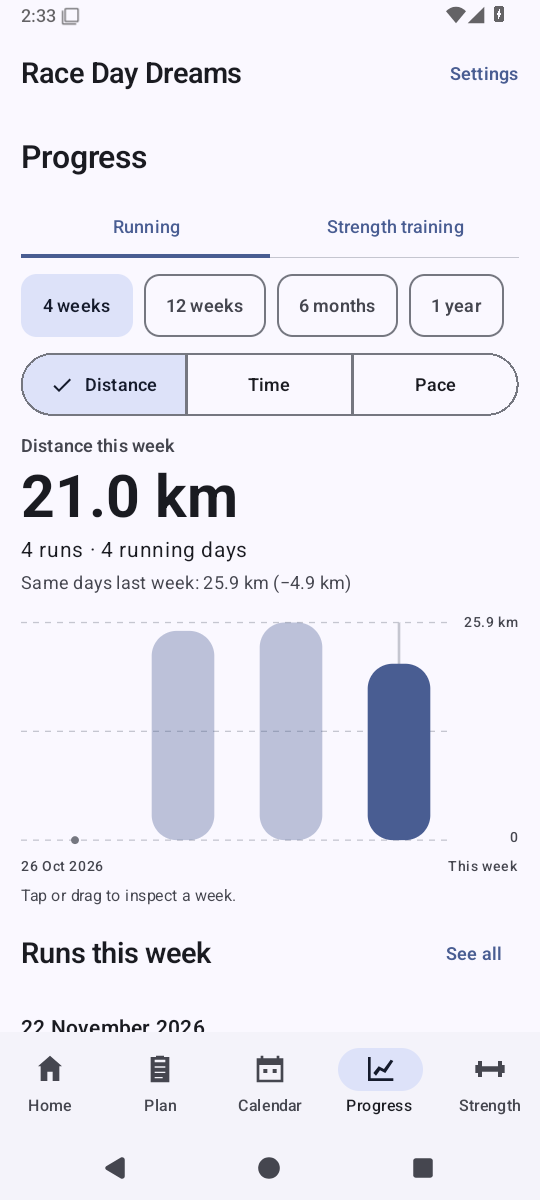 2:33
Race Day Dreams
Settings
Progress
Running
Strength training
4 weeks
12 weeks
6 months
1 year
Distance
Time
Pace
Distance this week
21.0 km
4 runs · 4 running days
Same days last week: 25.9 km (−4.9 km)
25.9 km
0
26 Oct 2026
This week
Tap or drag to inspect a week.
Runs this week
See all
22 November 2026
Home
Plan
Calendar
Progress
Strength